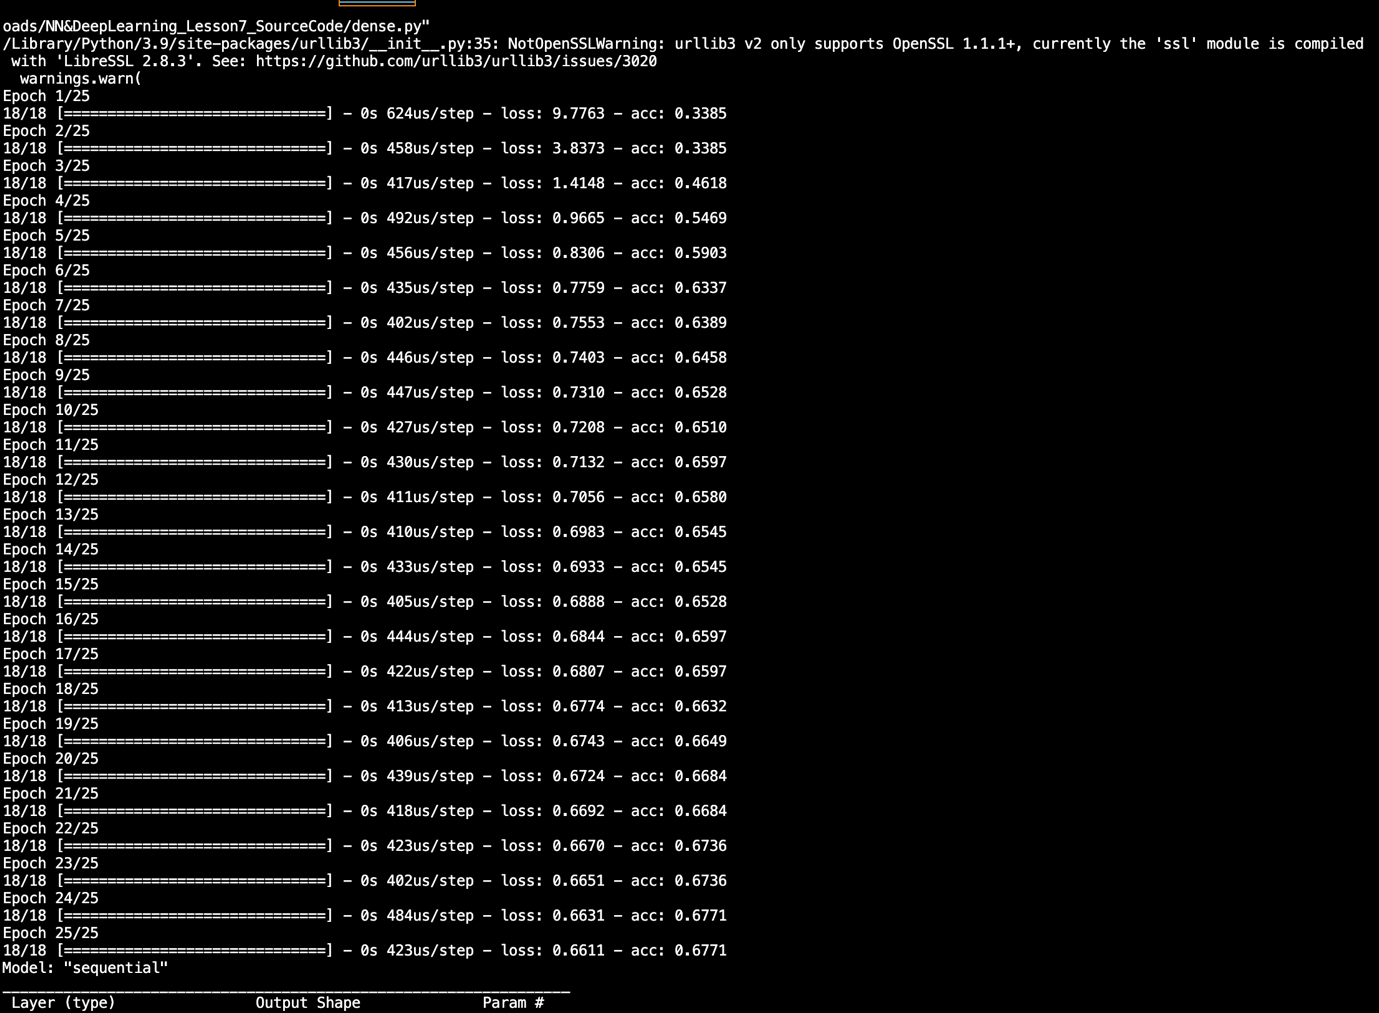 oads/NN&DeepLearning_Lesson7_SourceCode/dense.py"
/Library/Python/3.9/site-packages/urllib3/__init__.py:35: NotOpenSSLWarning: urllib3 v2 only supports OpenSSL 1.1.1+, currently the 'ssl' module is compiled
 with 'LibreSSL 2.8.3'. See: https://github.com/urllib3/urllib3/issues/3020
  warnings.warn(
Epoch 1/25
18/18 [==============================] - 0s 624us/step - loss: 9.7763 - acc: 0.3385
Epoch 2/25
18/18 [==============================] - 0s 458us/step - loss: 3.8373 - acc: 0.3385
Epoch 3/25
18/18 [==============================] - 0s 417us/step - loss: 1.4148 - acc: 0.4618
Epoch 4/25
18/18 [==============================] - 0s 492us/step - loss: 0.9665 - acc: 0.5469
Epoch 5/25
18/18 [==============================] - 0s 456us/step - loss: 0.8306 - acc: 0.5903
Epoch 6/25
18/18 [==============================] - 0s 435us/step - loss: 0.7759 - acc: 0.6337
Epoch 7/25
18/18 [==============================] - 0s 402us/step - loss: 0.7553 - acc: 0.6389
Epoch 8/25
18/18 [==============================] - 0s 446us/step - loss: 0.7403 - acc: 0.6458
Epoch 9/25
18/18 [==============================] - 0s 447us/step - loss: 0.7310 - acc: 0.6528
Epoch 10/25
18/18 [==============================] - 0s 427us/step - loss: 0.7208 - acc: 0.6510
Epoch 11/25
18/18 [==============================] - 0s 430us/step - loss: 0.7132 - acc: 0.6597
Epoch 12/25
18/18 [==============================] - 0s 411us/step - loss: 0.7056 - acc: 0.6580
Epoch 13/25
18/18 [==============================] - 0s 410us/step - loss: 0.6983 - acc: 0.6545
Epoch 14/25
18/18 [==============================] - 0s 433us/step - loss: 0.6933 - acc: 0.6545
Epoch 15/25
18/18 [==============================] - 0s 405us/step - loss: 0.6888 - acc: 0.6528
Epoch 16/25
18/18 [==============================] - 0s 444us/step - loss: 0.6844 - acc: 0.6597
Epoch 17/25
18/18 [==============================] - 0s 422us/step - loss: 0.6807 - acc: 0.6597
Epoch 18/25
18/18 [==============================] - 0s 413us/step - loss: 0.6774 - acc: 0.6632
Epoch 19/25
18/18 [==============================] - 0s 406us/step - loss: 0.6743 - acc: 0.6649
Epoch 20/25
18/18 [==============================] - 0s 439us/step - loss: 0.6724 - acc: 0.6684
Epoch 21/25
18/18 [==============================] - 0s 418us/step - loss: 0.6692 - acc: 0.6684
Epoch 22/25
18/18 [==============================] - 0s 423us/step - loss: 0.6670 - acc: 0.6736
Epoch 23/25
18/18 [==============================] - 0s 402us/step - loss: 0.6651 - acc: 0.6736
Epoch 24/25
18/18 [==============================] - 0s 484us/step - loss: 0.6631 - acc: 0.6771
Epoch 25/25
18/18 [==============================] - 0s 423us/step - loss: 0.6611 - acc: 0.6771
Model: "sequential"
_________________________________________________________________
 Layer (type)                Output Shape              Param #